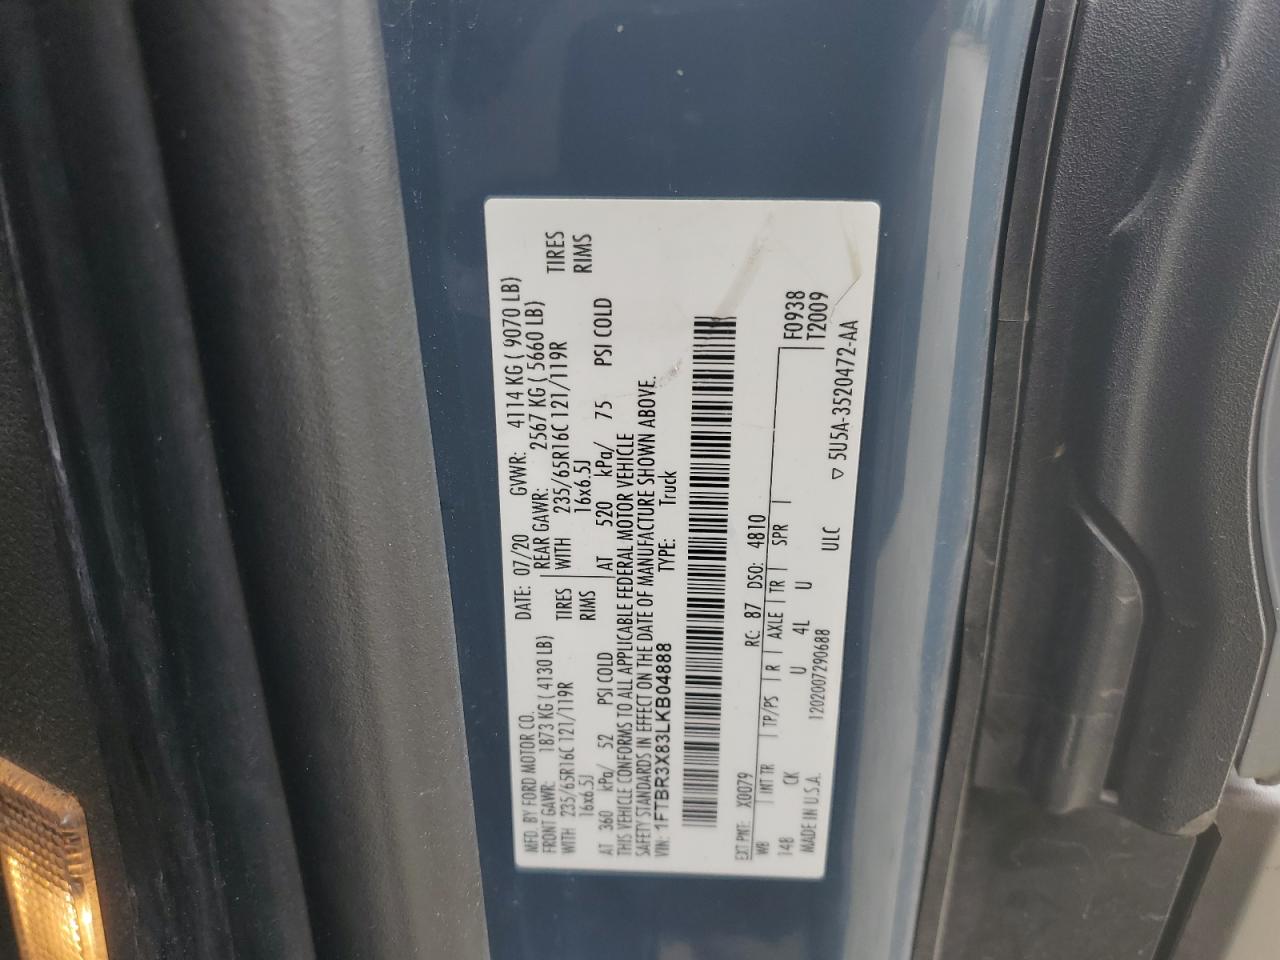 MFD. BY FORD MOTOR CO. DATE: 07/20 GVWR: 4114 KG ( 9070 LB)
FRONT GAWR: 1873 KG ( 4130 LB) REAR GAWR: 2567 KG ( 5660 LB)
WITH 235/65R16C 121/119R TIRES WITH 235/65R16C 121/119R TIRES
16x6.5J RIMS 16x6.5J RIMS
AT 360 kPa/ 52 PSI COLD AT 520 kPa/ 75 PSI COLD
THIS VEHICLE CONFORMS TO ALL APPLICABLE FEDERAL MOTOR VEHICLE
SAFETY STANDARDS IN EFFECT ON THE DATE OF MANUFACTURE SHOWN ABOVE.
VIN: 1FTBR3X83LKB04888 TYPE: Truck
EXT PNT: X0079 RC: 87 DSO: 4810
WB INT TR TP/PS R AXLE TR SPR F0938
148 CK U 4L U T2009
MADE IN U.S.A. 1202007290688 ULC ▽ 5U5A-3520472-AA